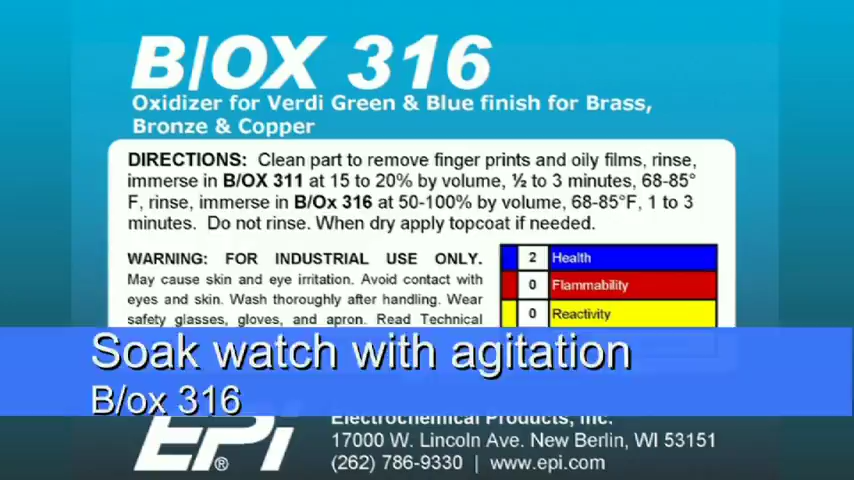 B/OX 316
Oxidizer for Verdi Green & Blue finish for Brass,
Bronze & Copper
DIRECTIONS: Clean part to remove finger prints and oily films, rinse,
immerse in B/OX 311 at 15 to 20% by volume, ½ to 3 minutes, 68-85°
F, rinse, immerse in B/Ox 316 at 50-100% by volume, 68-85°F, 1 to 3
minutes. Do not rinse. When dry apply topcoat if needed.
WARNING: FOR INDUSTRIAL USE ONLY.
May cause skin and eye irritation. Avoid contact with
eyes and skin. Wash thoroughly after handling. Wear
safety glasses, gloves, and apron. Read Technical
2 Health
0 Flammability
0 Reactivity
Soak watch with agitation
B/ox 316
EPi®
Electrochemical Products, Inc.
17000 W. Lincoln Ave. New Berlin, WI 53151
(262) 786-9330 | www.epi.com